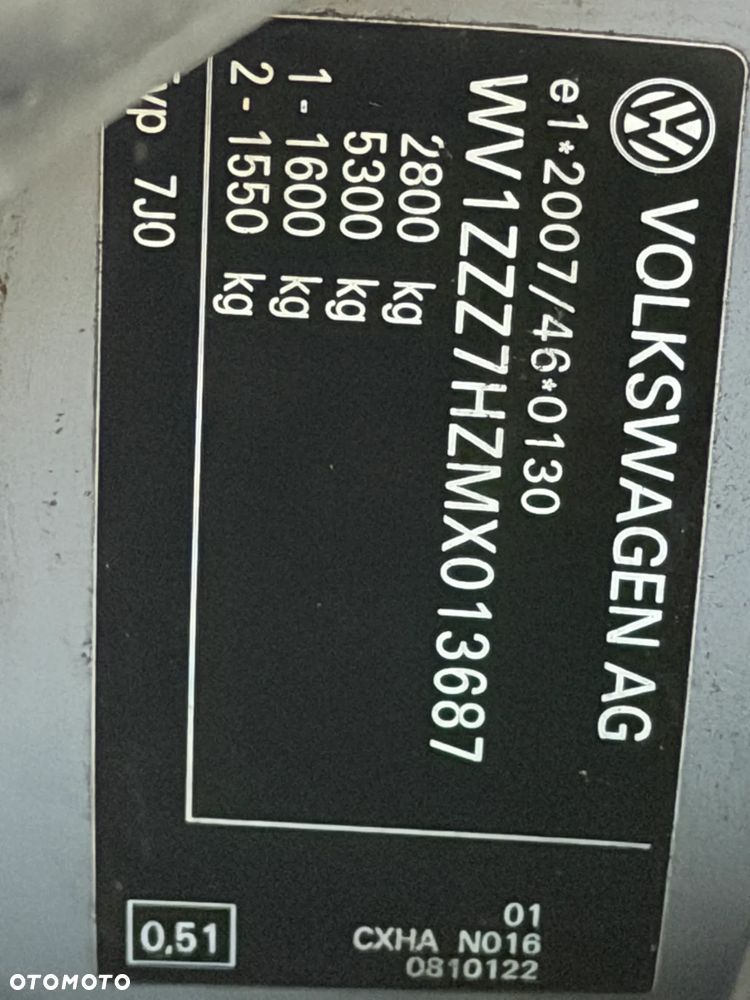 VOLKSWAGEN AG
e1*2007/46*0130
WV1ZZZ7HZMX013687
2800 kg
5300 kg
1 - 1600 kg
2 - 1550 kg
Typ 7J0
01
CXHA N016
0810122
0,51
OTOMOTO